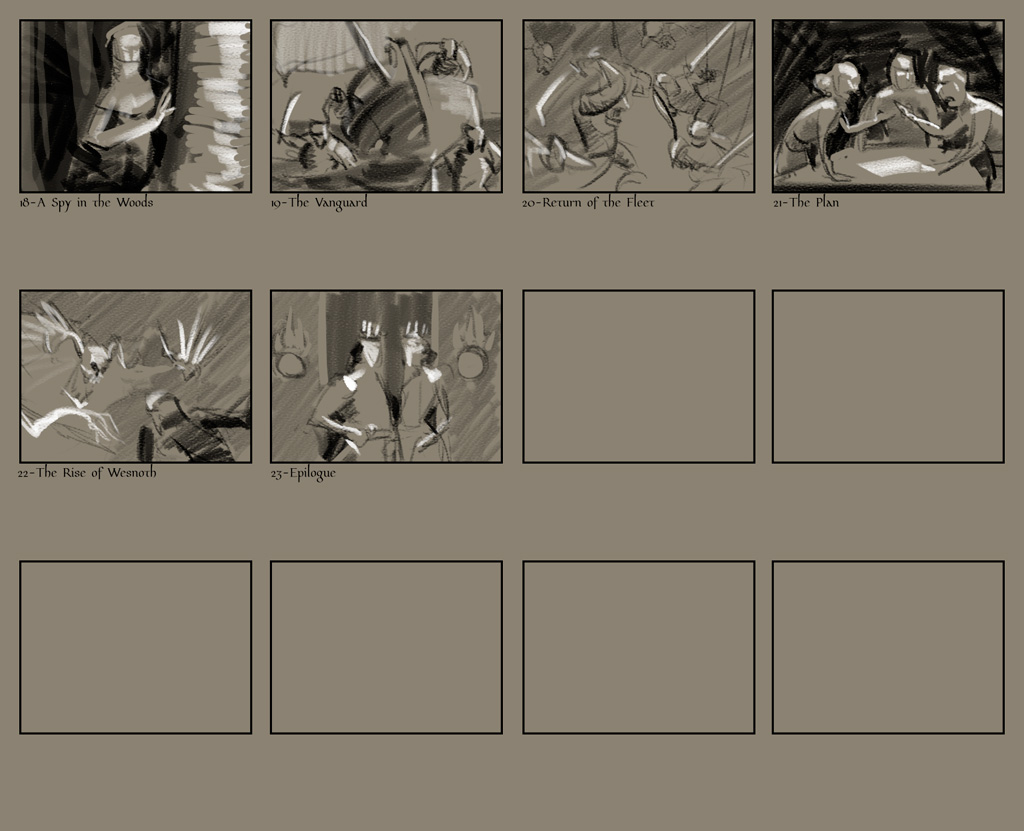 18-A Spy in the Woods
19-The Vanguard
20-Return of the Fleet
21-The Plan
22-The Rise of Wesnoth
23-Epilogue